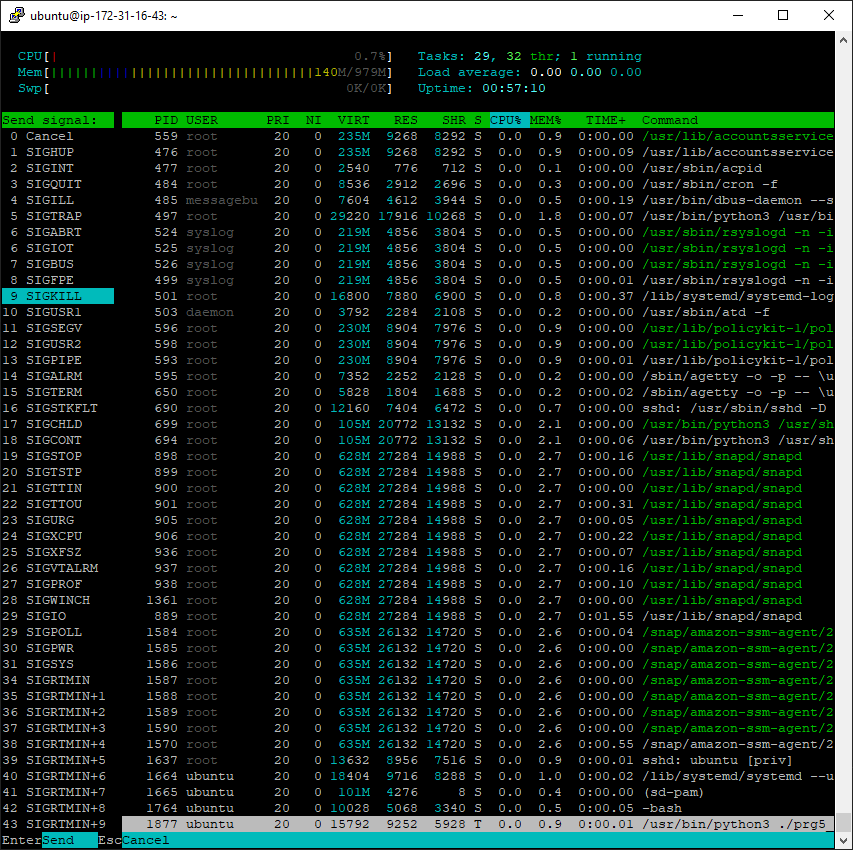 ubuntu@ip-172-31-16-43: ~
CPU[| 0.7%] Tasks: 29, 32 thr; 1 running
Mem[||||||||||||||||||||||||||||||||140M/979M] Load average: 0.00 0.00 0.00
Swp[ 0K/0K] Uptime: 00:57:10
Send signal: PID USER PRI NI VIRT RES SHR S CPU% MEM% TIME+ Command
0 Cancel 559 root 20 0 235M 9268 8292 S 0.0 0.9 0:00.00 /usr/lib/accountsservice
1 SIGHUP 476 root 20 0 235M 9268 8292 S 0.0 0.9 0:00.09 /usr/lib/accountsservice
2 SIGINT 477 root 20 0 2540 776 712 S 0.0 0.1 0:00.00 /usr/sbin/acpid
3 SIGQUIT 484 root 20 0 8536 2912 2696 S 0.0 0.3 0:00.00 /usr/sbin/cron -f
4 SIGILL 485 messagebu 20 0 7604 4612 3944 S 0.0 0.5 0:00.19 /usr/bin/dbus-daemon --s
5 SIGTRAP 497 root 20 0 29220 17916 10268 S 0.0 1.8 0:00.07 /usr/bin/python3 /usr/bi
6 SIGABRT 524 syslog 20 0 219M 4856 3804 S 0.0 0.5 0:00.00 /usr/sbin/rsyslogd -n -i
6 SIGIOT 525 syslog 20 0 219M 4856 3804 S 0.0 0.5 0:00.00 /usr/sbin/rsyslogd -n -i
7 SIGBUS 526 syslog 20 0 219M 4856 3804 S 0.0 0.5 0:00.00 /usr/sbin/rsyslogd -n -i
8 SIGFPE 499 syslog 20 0 219M 4856 3804 S 0.0 0.5 0:00.01 /usr/sbin/rsyslogd -n -i
9 SIGKILL 501 root 20 0 16800 7880 6900 S 0.0 0.8 0:00.37 /lib/systemd/systemd-log
10 SIGUSR1 503 daemon 20 0 3792 2284 2108 S 0.0 0.2 0:00.00 /usr/sbin/atd -f
11 SIGSEGV 596 root 20 0 230M 8904 7976 S 0.0 0.9 0:00.00 /usr/lib/policykit-1/pol
12 SIGUSR2 598 root 20 0 230M 8904 7976 S 0.0 0.9 0:00.00 /usr/lib/policykit-1/pol
13 SIGPIPE 593 root 20 0 230M 8904 7976 S 0.0 0.9 0:00.01 /usr/lib/policykit-1/pol
14 SIGALRM 595 root 20 0 7352 2252 2128 S 0.0 0.2 0:00.00 /sbin/agetty -o -p -- \u
15 SIGTERM 650 root 20 0 5828 1804 1688 S 0.0 0.2 0:00.02 /sbin/agetty -o -p -- \u
16 SIGSTKFLT 690 root 20 0 12160 7404 6472 S 0.0 0.7 0:00.00 sshd: /usr/sbin/sshd -D
17 SIGCHLD 699 root 20 0 105M 20772 13132 S 0.0 2.1 0:00.00 /usr/bin/python3 /usr/sh
18 SIGCONT 694 root 20 0 105M 20772 13132 S 0.0 2.1 0:00.06 /usr/bin/python3 /usr/sh
19 SIGSTOP 898 root 20 0 628M 27284 14988 S 0.0 2.7 0:00.16 /usr/lib/snapd/snapd
20 SIGTSTP 899 root 20 0 628M 27284 14988 S 0.0 2.7 0:00.00 /usr/lib/snapd/snapd
21 SIGTTIN 900 root 20 0 628M 27284 14988 S 0.0 2.7 0:00.00 /usr/lib/snapd/snapd
22 SIGTTOU 901 root 20 0 628M 27284 14988 S 0.0 2.7 0:00.31 /usr/lib/snapd/snapd
23 SIGURG 905 root 20 0 628M 27284 14988 S 0.0 2.7 0:00.05 /usr/lib/snapd/snapd
24 SIGXCPU 906 root 20 0 628M 27284 14988 S 0.0 2.7 0:00.22 /usr/lib/snapd/snapd
25 SIGXFSZ 936 root 20 0 628M 27284 14988 S 0.0 2.7 0:00.07 /usr/lib/snapd/snapd
26 SIGVTALRM 937 root 20 0 628M 27284 14988 S 0.0 2.7 0:00.16 /usr/lib/snapd/snapd
27 SIGPROF 938 root 20 0 628M 27284 14988 S 0.0 2.7 0:00.10 /usr/lib/snapd/snapd
28 SIGWINCH 1361 root 20 0 628M 27284 14988 S 0.0 2.7 0:00.00 /usr/lib/snapd/snapd
29 SIGIO 889 root 20 0 628M 27284 14988 S 0.0 2.7 0:01.55 /usr/lib/snapd/snapd
29 SIGPOLL 1584 root 20 0 635M 26132 14720 S 0.0 2.6 0:00.04 /snap/amazon-ssm-agent/2
30 SIGPWR 1585 root 20 0 635M 26132 14720 S 0.0 2.6 0:00.00 /snap/amazon-ssm-agent/2
31 SIGSYS 1586 root 20 0 635M 26132 14720 S 0.0 2.6 0:00.00 /snap/amazon-ssm-agent/2
34 SIGRTMIN 1587 root 20 0 635M 26132 14720 S 0.0 2.6 0:00.00 /snap/amazon-ssm-agent/2
35 SIGRTMIN+1 1588 root 20 0 635M 26132 14720 S 0.0 2.6 0:00.00 /snap/amazon-ssm-agent/2
36 SIGRTMIN+2 1589 root 20 0 635M 26132 14720 S 0.0 2.6 0:00.00 /snap/amazon-ssm-agent/2
37 SIGRTMIN+3 1590 root 20 0 635M 26132 14720 S 0.0 2.6 0:00.00 /snap/amazon-ssm-agent/2
38 SIGRTMIN+4 1570 root 20 0 635M 26132 14720 S 0.0 2.6 0:00.55 /snap/amazon-ssm-agent/2
39 SIGRTMIN+5 1637 root 20 0 13632 8956 7516 S 0.0 0.9 0:00.01 sshd: ubuntu [priv]
40 SIGRTMIN+6 1664 ubuntu 20 0 18404 9716 8288 S 0.0 1.0 0:00.02 /lib/systemd/systemd --u
41 SIGRTMIN+7 1665 ubuntu 20 0 101M 4276 8 S 0.0 0.4 0:00.00 (sd-pam)
42 SIGRTMIN+8 1764 ubuntu 20 0 10028 5068 3340 S 0.0 0.5 0:00.05 -bash
43 SIGRTMIN+9 1877 ubuntu 20 0 15792 9252 5928 T 0.0 0.9 0:00.01 /usr/bin/python3 ./prg5_
EnterSend EscCancel